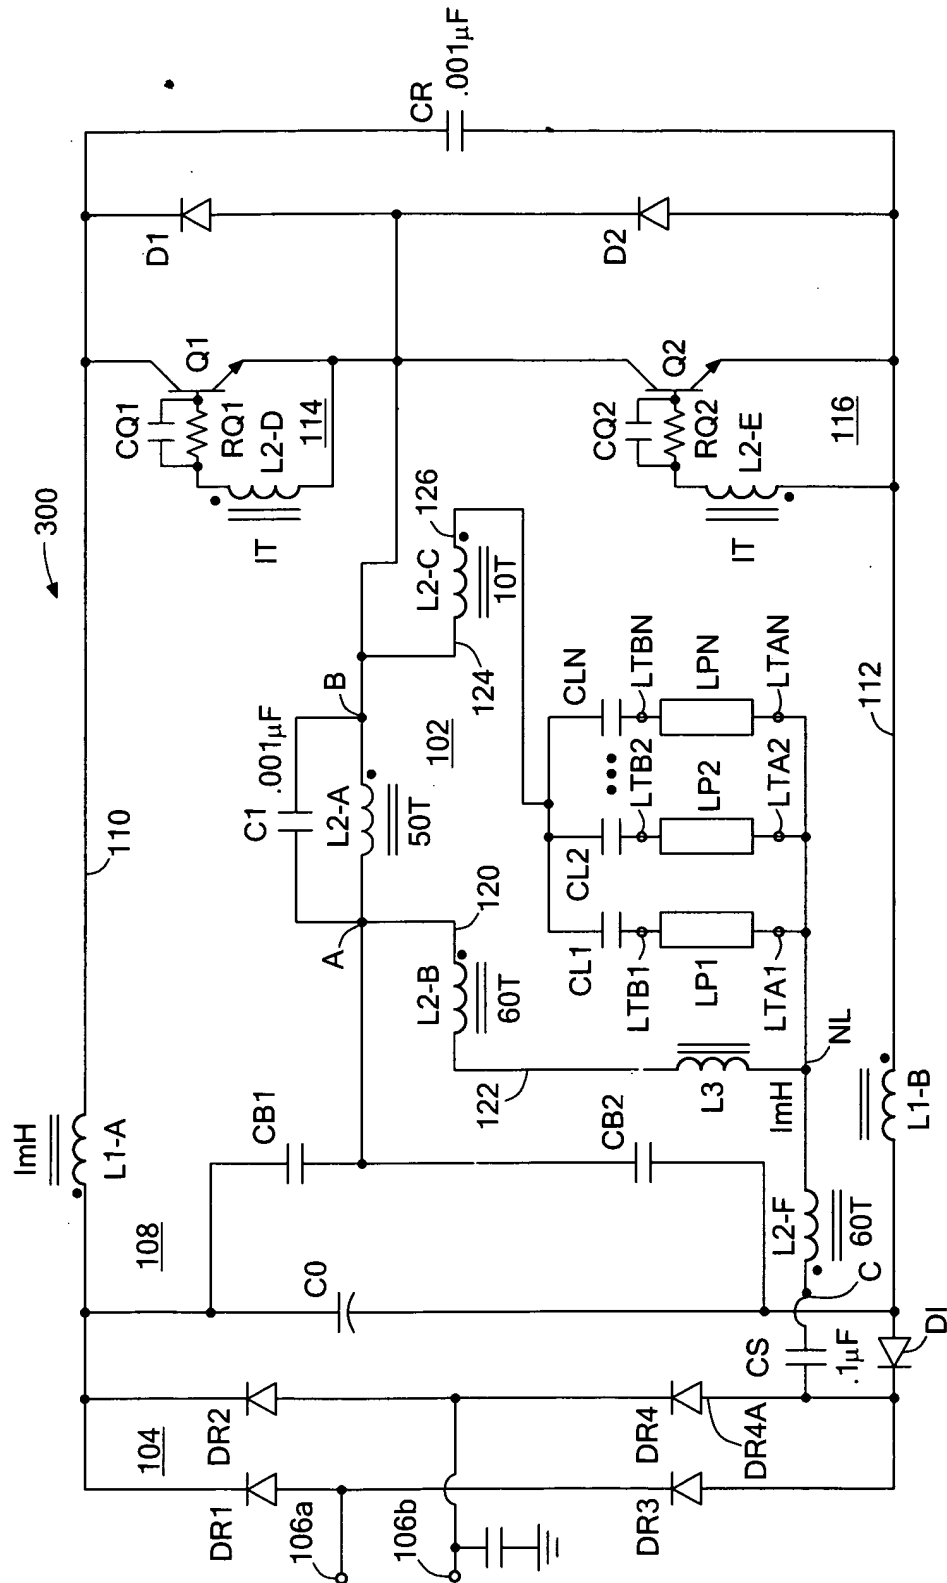 300
110
ImH
L1-A
108
104
DR1
DR2
106a
106b
DR3
DR4
DR4A
C0
CB1
CB2
CS
.1µF
DI
C
L2-F
60T
A
B
C1
.001µF
L2-A
50T
102
120
L2-B
60T
122
L3
ImH
NL
L1-B
112
124
L2-C
126
10T
CL1
CL2
CLN
LTB1
LTB2
LTBN
LP1
LP2
LPN
LTA1
LTA2
LTAN
CQ1
Q1
RQ1
L2-D
114
IT
CQ2
Q2
RQ2
L2-E
116
IT
D1
D2
CR
.001µF